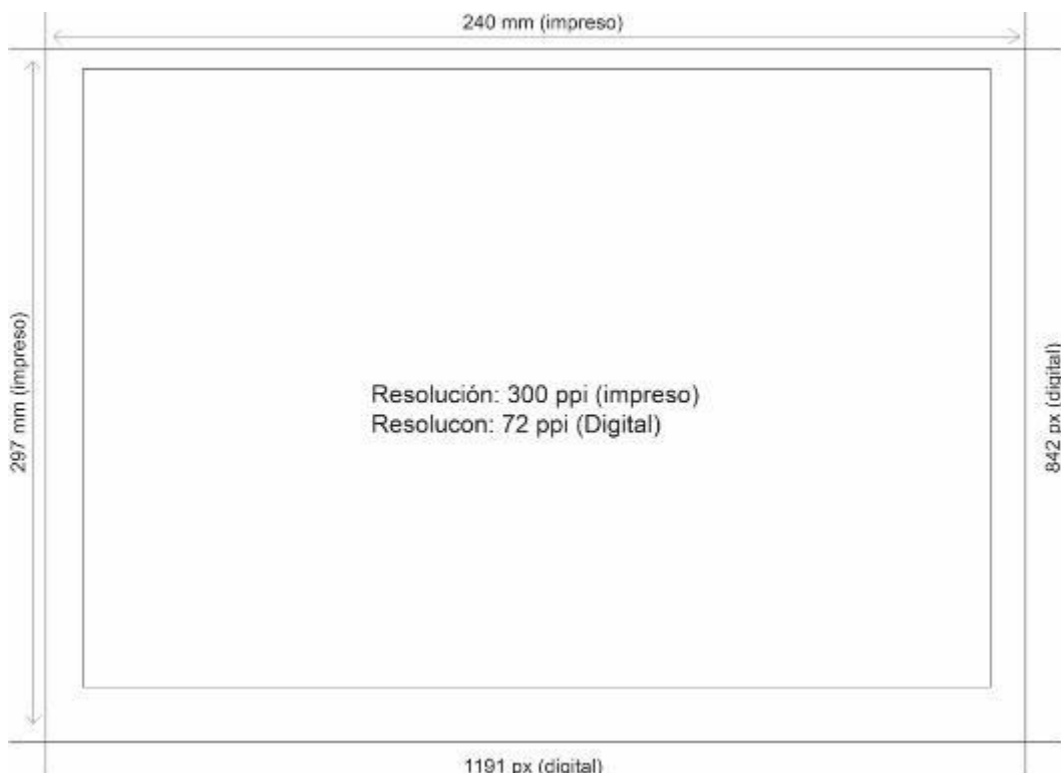 240 mm (impreso)
297 mm (impreso)
Resolución: 300 ppi (impreso)
Resolucon: 72 ppi (Digital)
842 px (digital)
1191 px (digital)